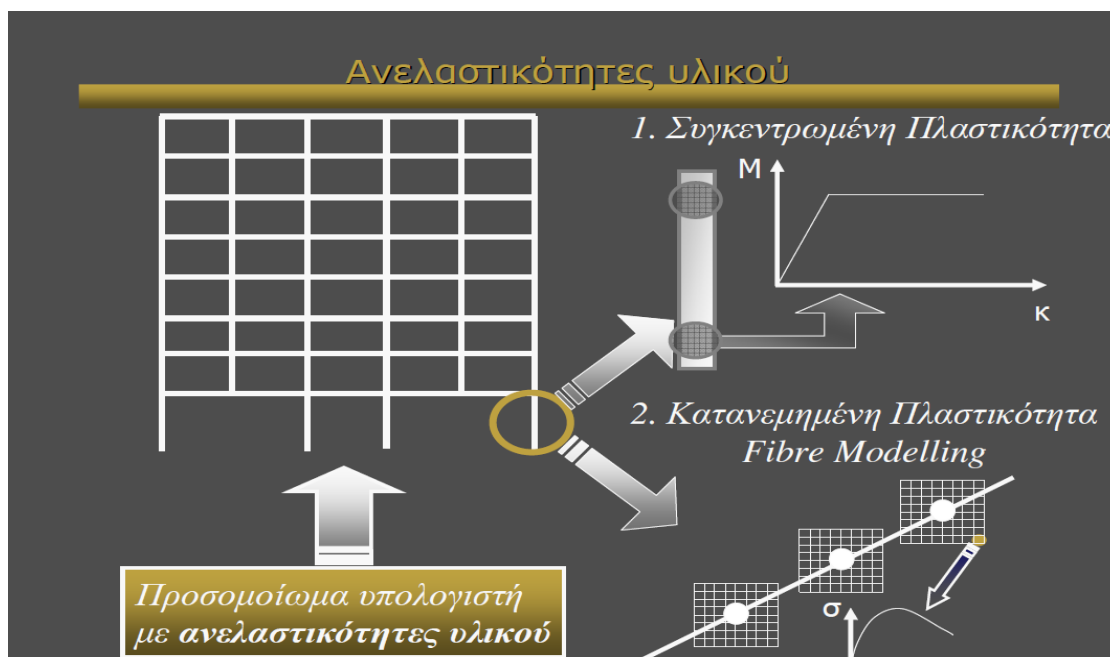 Ανελαστικότητες υλικού
1. Συγκεντρωμένη Πλαστικότητα
M
κ
2. Κατανεμημένη Πλαστικότητα
Fibre Modelling
σ
Προσομοίωμα υπολογιστή
με ανελαστικότητες υλικού